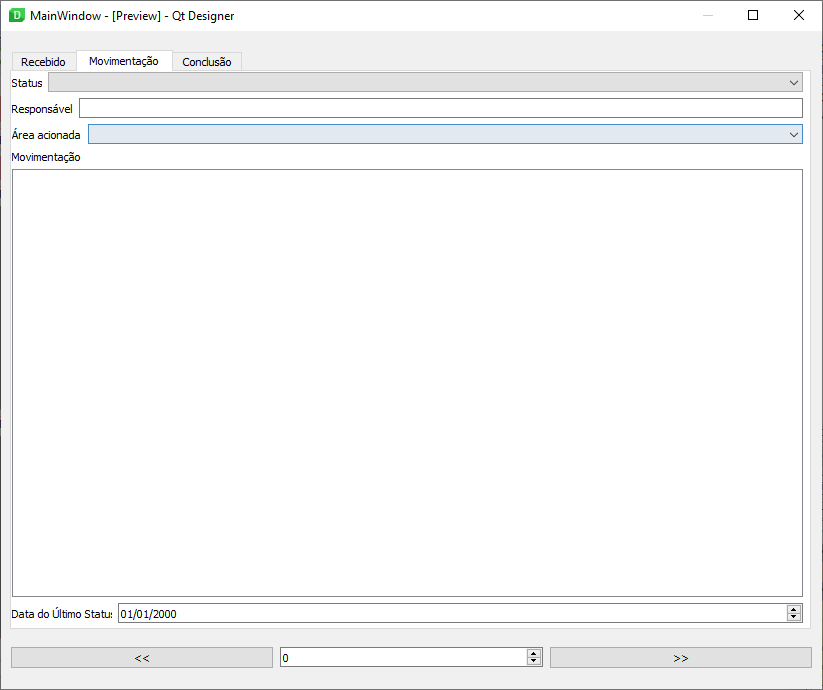 MainWindow - [Preview] - Qt Designer
Recebido Movimentação Conclusão
Status
Responsável
Área acionada
Movimentação
Data do Último Status 01/01/2000
<< 0 >>